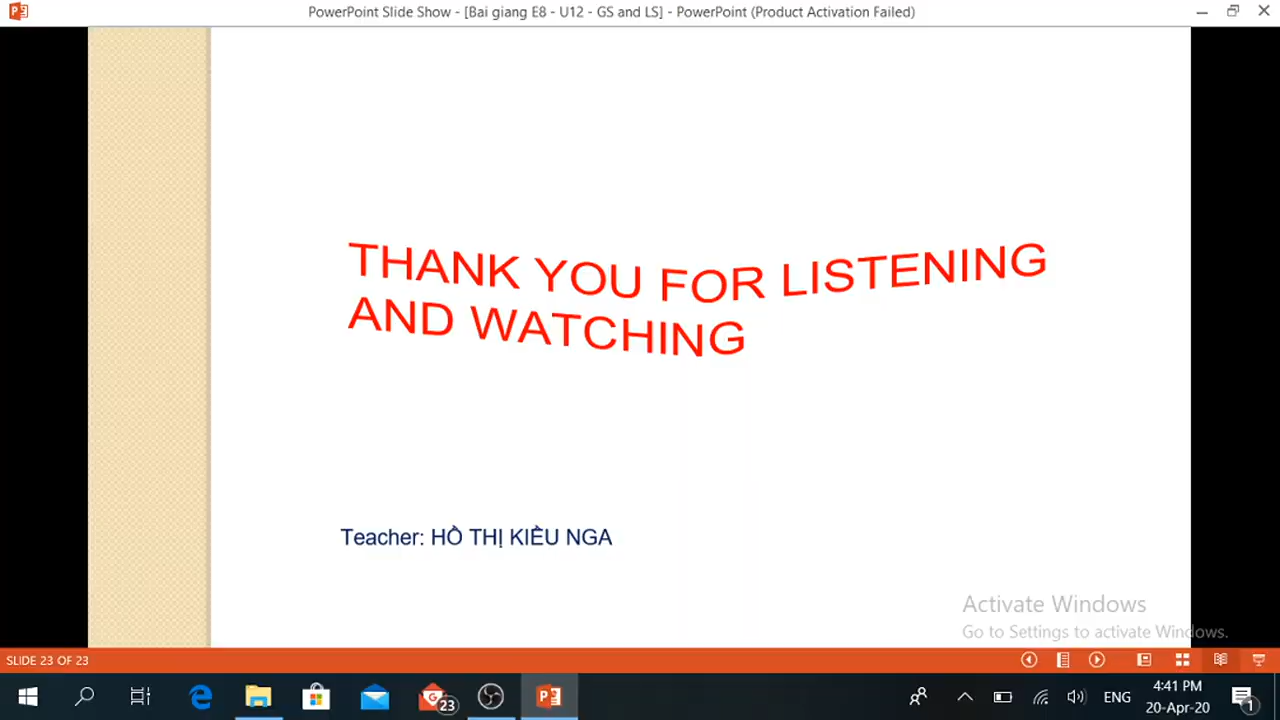 PowerPoint Slide Show - [Bai giang E8 - U12 - GS and LS] - PowerPoint (Product Activation Failed)
THANK YOU FOR LISTENING
AND WATCHING
Teacher: HỒ THỊ KIỀU NGA
Activate Windows
Go to Settings to activate Windows.
SLIDE 23 OF 23
23
ENG
4:41 PM
20-Apr-20
1